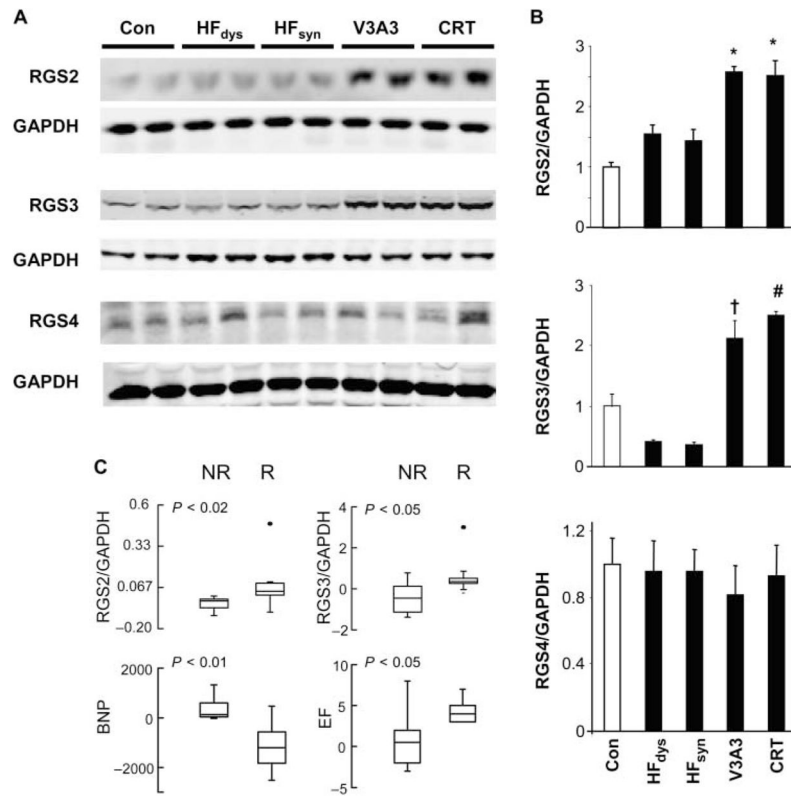 A
Con HFdys HFsyn V3A3 CRT
RGS2
GAPDH
RGS3
GAPDH
RGS4
GAPDH
B
RGS2/GAPDH
3
2
1
0
* *
RGS3/GAPDH
3
2
1
0
† #
RGS4/GAPDH
1.2
0.8
0.4
0
Con HFdys HFsyn V3A3 CRT
C
NR R
RGS2/GAPDH
0.6
0.33
0.067
–0.20
P < 0.02
NR R
RGS3/GAPDH
4
2
0
–2
P < 0.05
BNP
2000
0
–2000
P < 0.01
EF
10
5
0
–5
P < 0.05